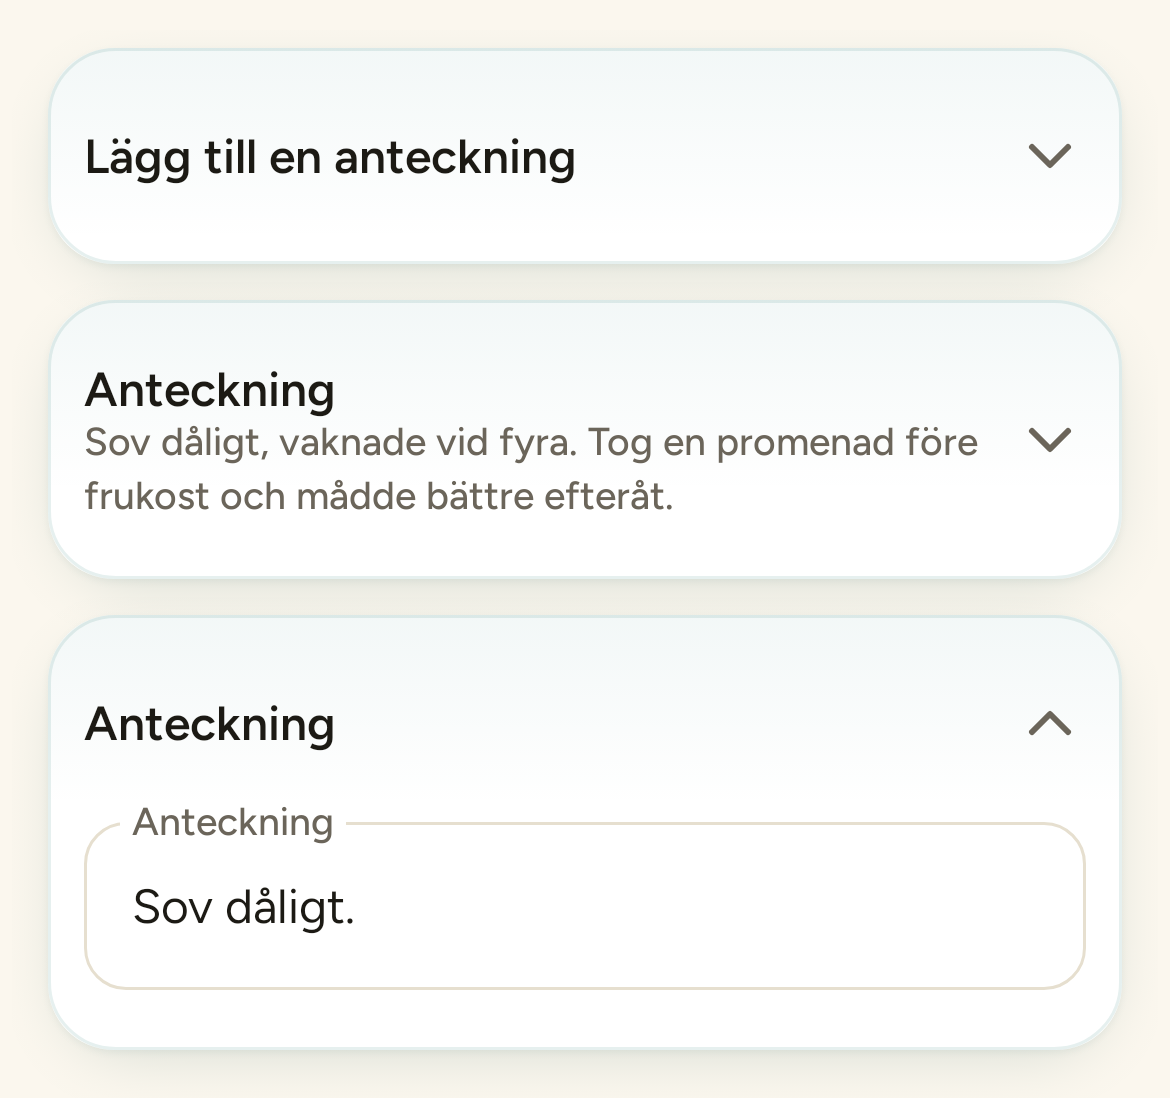 Lägg till en anteckning
Anteckning
Sov dåligt, vaknade vid fyra. Tog en promenad före
frukost och mådde bättre efteråt.
Anteckning
Anteckning
Sov dåligt.